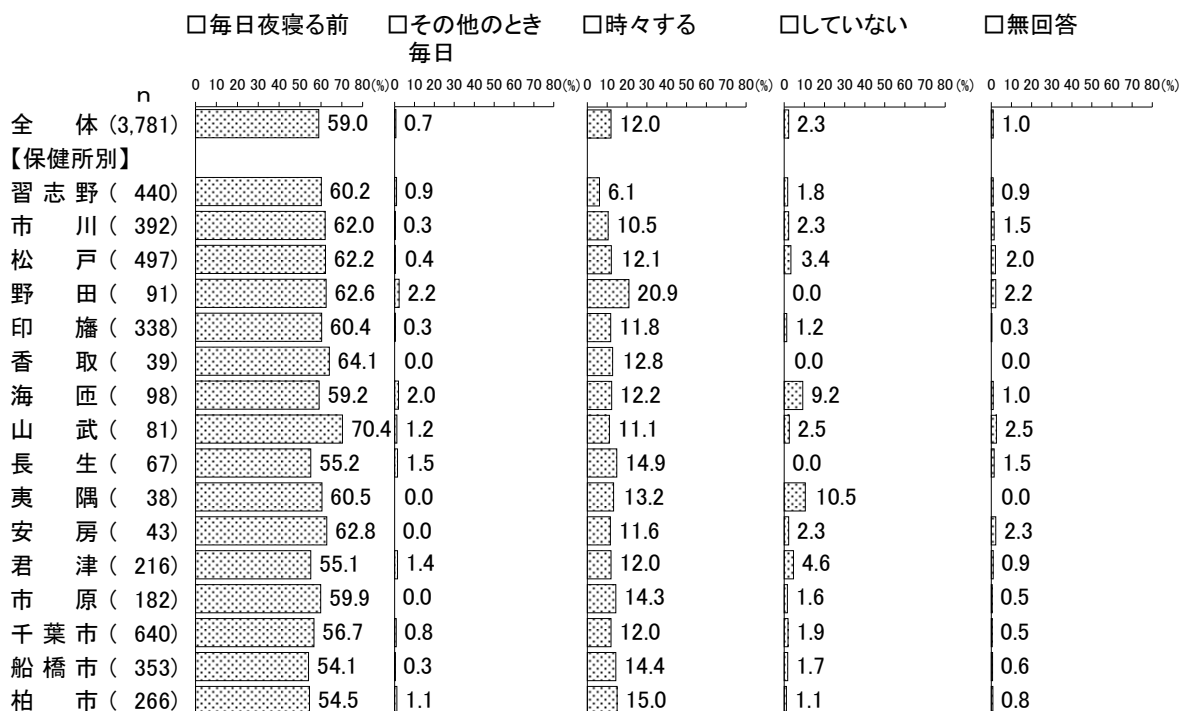 □毎日夜寝る前 □その他のとき毎日 □時々する □していない □無回答
0 10 20 30 40 50 60 70 80(%) 0 10 20 30 40 50 60 70 80(%) 0 10 20 30 40 50 60 70 80(%) 0 10 20 30 40 50 60 70 80(%) 0 10 20 30 40 50 60 70 80(%)
n
全 体 (3,781) 59.0 0.7 12.0 2.3 1.0
【保健所別】
習志野 ( 440) 60.2 0.9 6.1 1.8 0.9
市 川 ( 392) 62.0 0.3 10.5 2.3 1.5
松 戸 ( 497) 62.2 0.4 12.1 3.4 2.0
野 田 ( 91) 62.6 2.2 20.9 0.0 2.2
印 旛 ( 338) 60.4 0.3 11.8 1.2 0.3
香 取 ( 39) 64.1 0.0 12.8 0.0 0.0
海 匝 ( 98) 59.2 2.0 12.2 9.2 1.0
山 武 ( 81) 70.4 1.2 11.1 2.5 2.5
長 生 ( 67) 55.2 1.5 14.9 0.0 1.5
夷 隅 ( 38) 60.5 0.0 13.2 10.5 0.0
安 房 ( 43) 62.8 0.0 11.6 2.3 2.3
君 津 ( 216) 55.1 1.4 12.0 4.6 0.9
市 原 ( 182) 59.9 0.0 14.3 1.6 0.5
千葉市 ( 640) 56.7 0.8 12.0 1.9 0.5
船橋市 ( 353) 54.1 0.3 14.4 1.7 0.6
柏 市 ( 266) 54.5 1.1 15.0 1.1 0.8